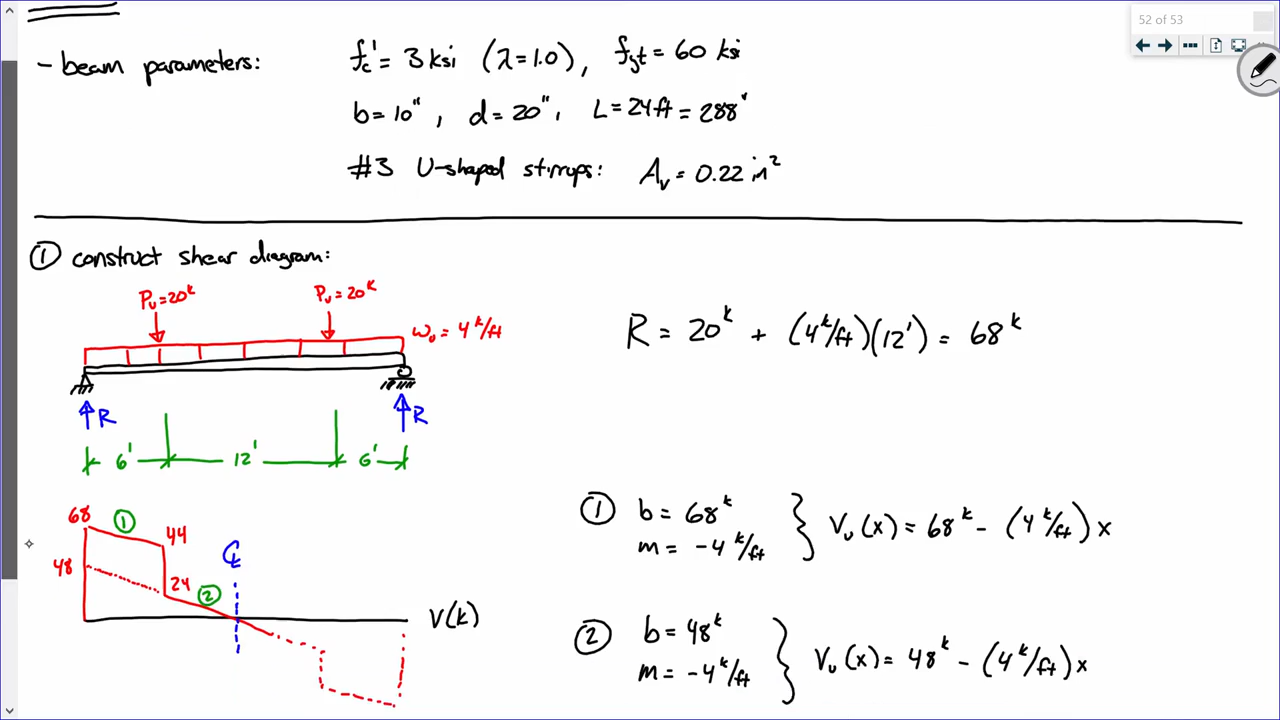 52 of 53
- beam parameters: f'c = 3 ksi (λ=1.0), fyt = 60 ksi
b=10", d=20", L=24ft = 288"
#3 U-shaped stirrups: Av = 0.22 in²
① construct shear diagram:
Pu=20k Pu=20k
wu = 4 k/ft
R = 20k + (4k/ft)(12') = 68k
R R
6' 12' 6'
68 ① 44
48 24 ② ℄
V(k)
① b = 68k
m = -4 k/ft } Vu(x) = 68k - (4k/ft) x
② b = 48k
m = -4 k/ft } Vu(x) = 48k - (4k/ft) x